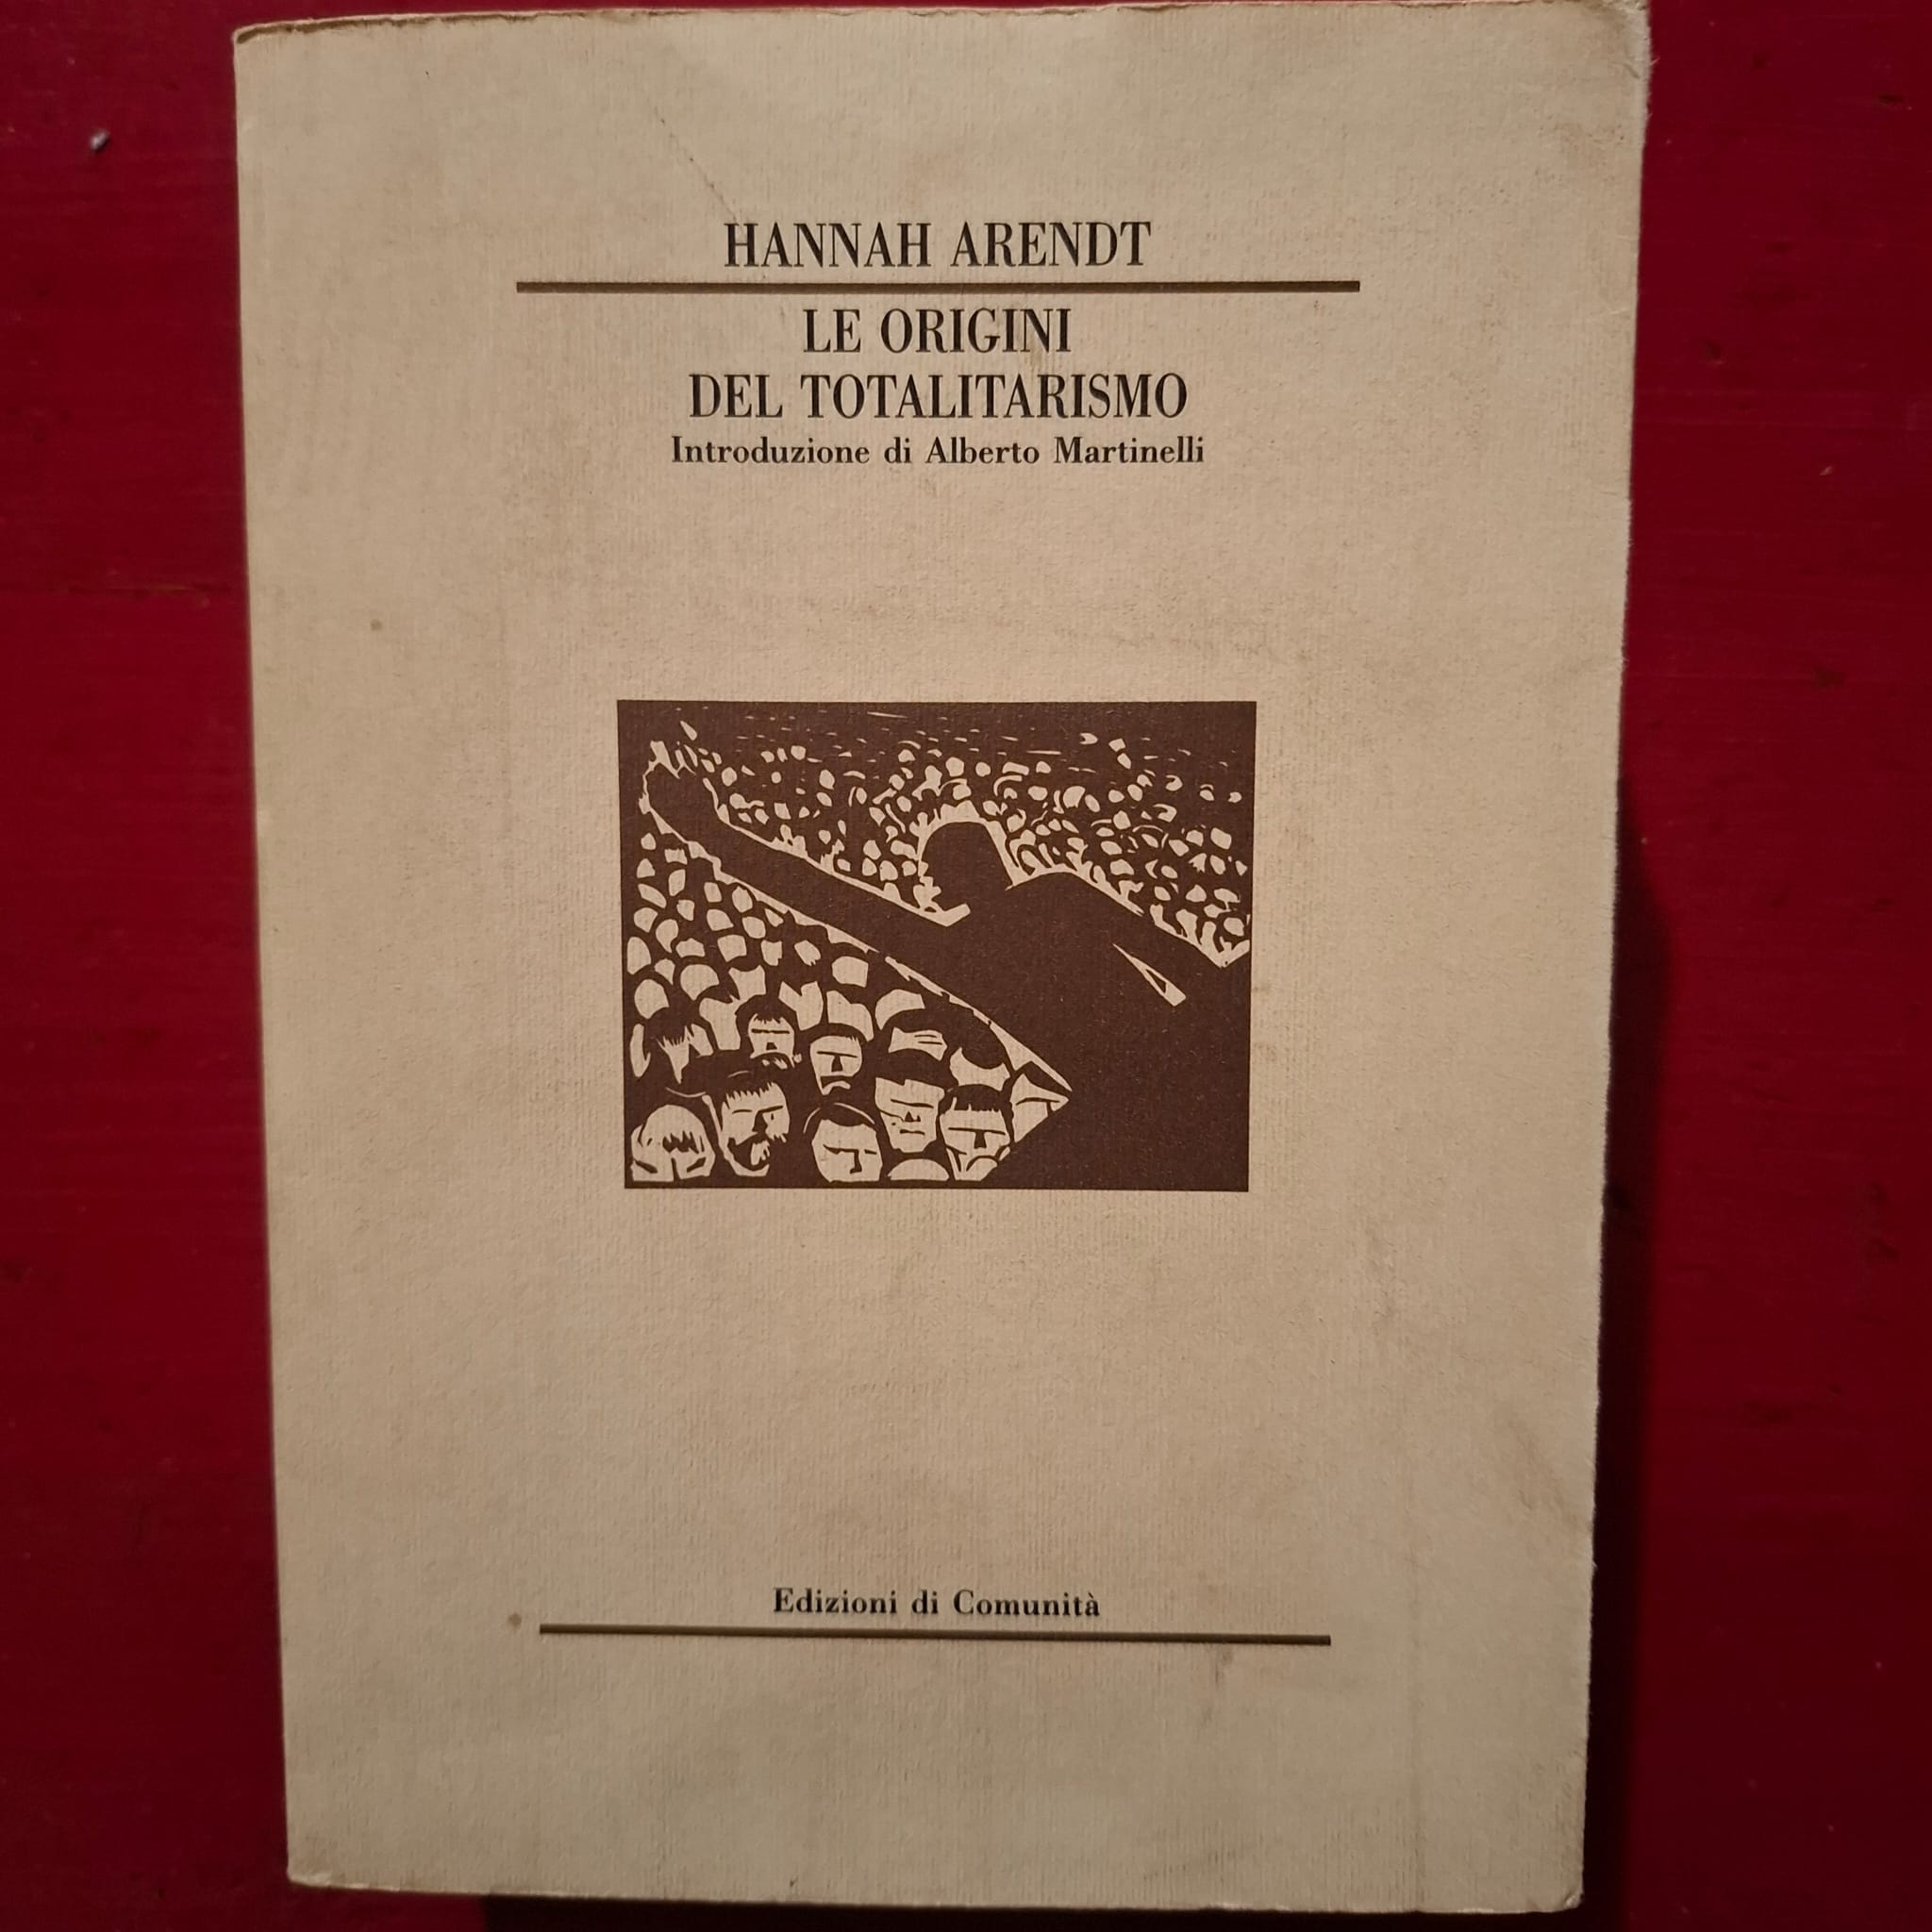 HANNAH ARENDT
LE ORIGINI
DEL TOTALITARISMO
Introduzione di Alberto Martinelli
Edizioni di Comunità